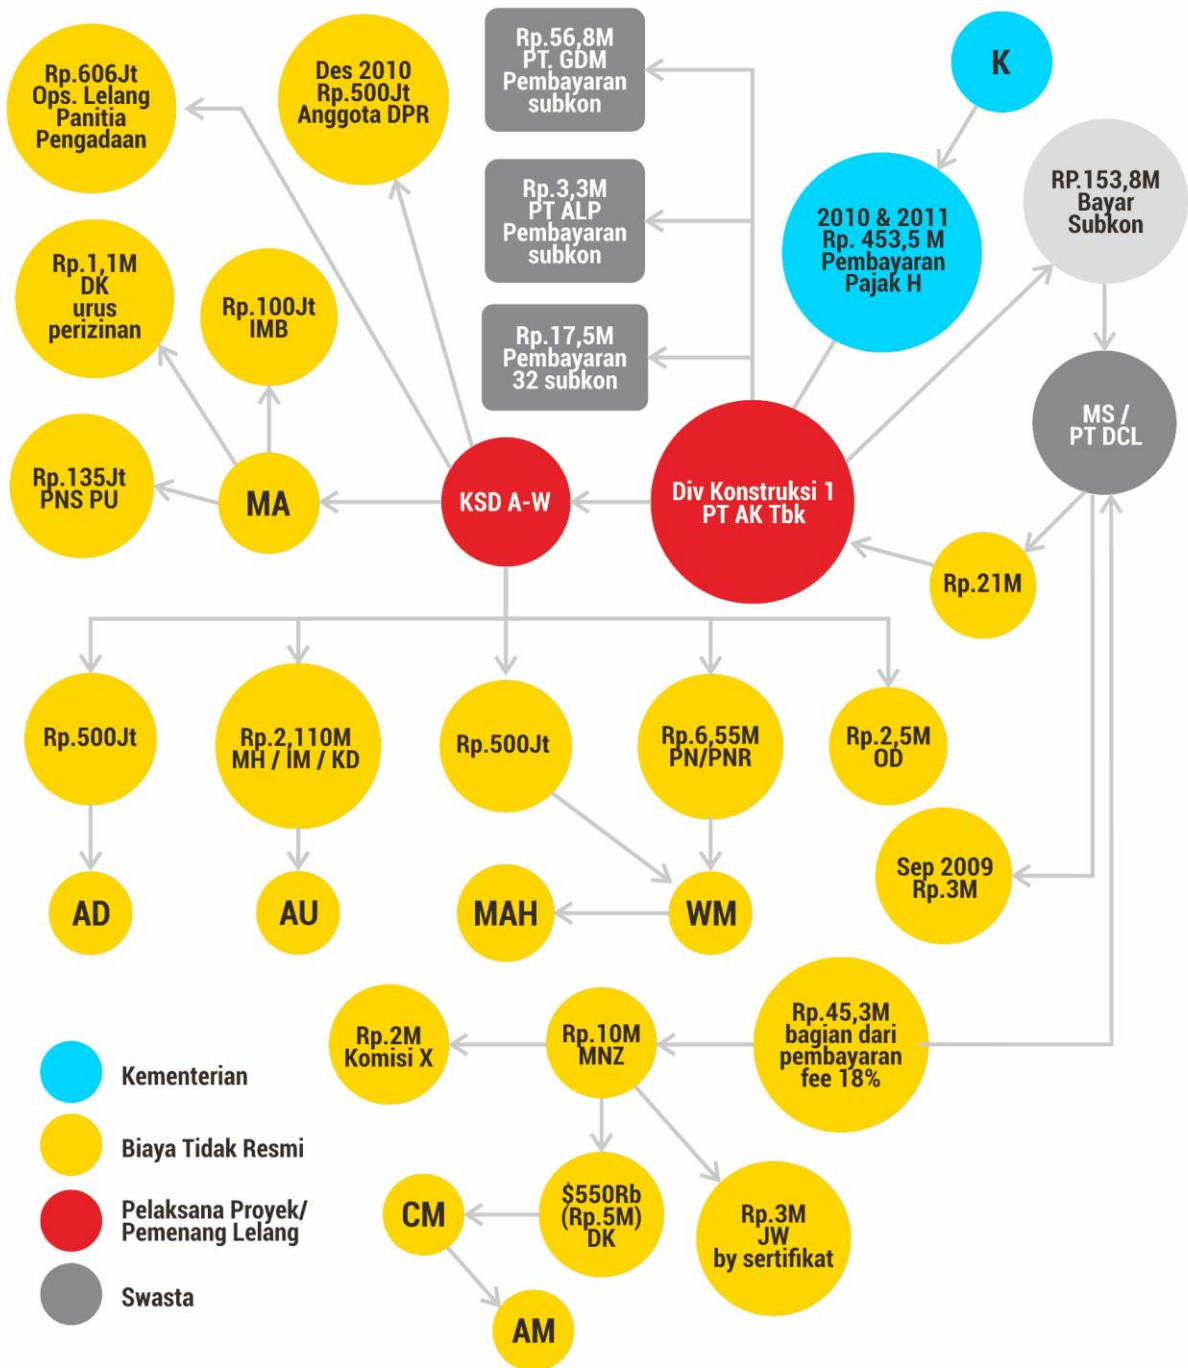 Rp.606Jt
Ops. Lelang
Panitia
Pengadaan
Des 2010
Rp.500Jt
Anggota DPR
Rp.56,8M
PT. GDM
Pembayaran
subkon
K
Rp.3,3M
PT ALP
Pembayaran
subkon
2010 & 2011
Rp. 453,5 M
Pembayaran
Pajak H
RP.153,8M
Bayar
Subkon
Rp.1,1M
DK
urus
perizinan
Rp.100Jt
IMB
Rp.17,5M
Pembayaran
32 subkon
MS /
PT DCL
Rp.135Jt
PNS PU
MA
KSD A-W
Div Konstruksi 1
PT AK Tbk
Rp.21M
Rp.500Jt
Rp.2,110M
MH / IM / KD
Rp.500Jt
Rp.6,55M
PN/PNR
Rp.2,5M
OD
Sep 2009
Rp.3M
AD
AU
MAH
WM
Rp.2M
Komisi X
Rp.10M
MNZ
Rp.45,3M
bagian dari
pembayaran
fee 18%
CM
$550Rb
(Rp.5M)
DK
Rp.3M
JW
by sertifikat
AM
Kementerian
Biaya Tidak Resmi
Pelaksana Proyek/
Pemenang Lelang
Swasta